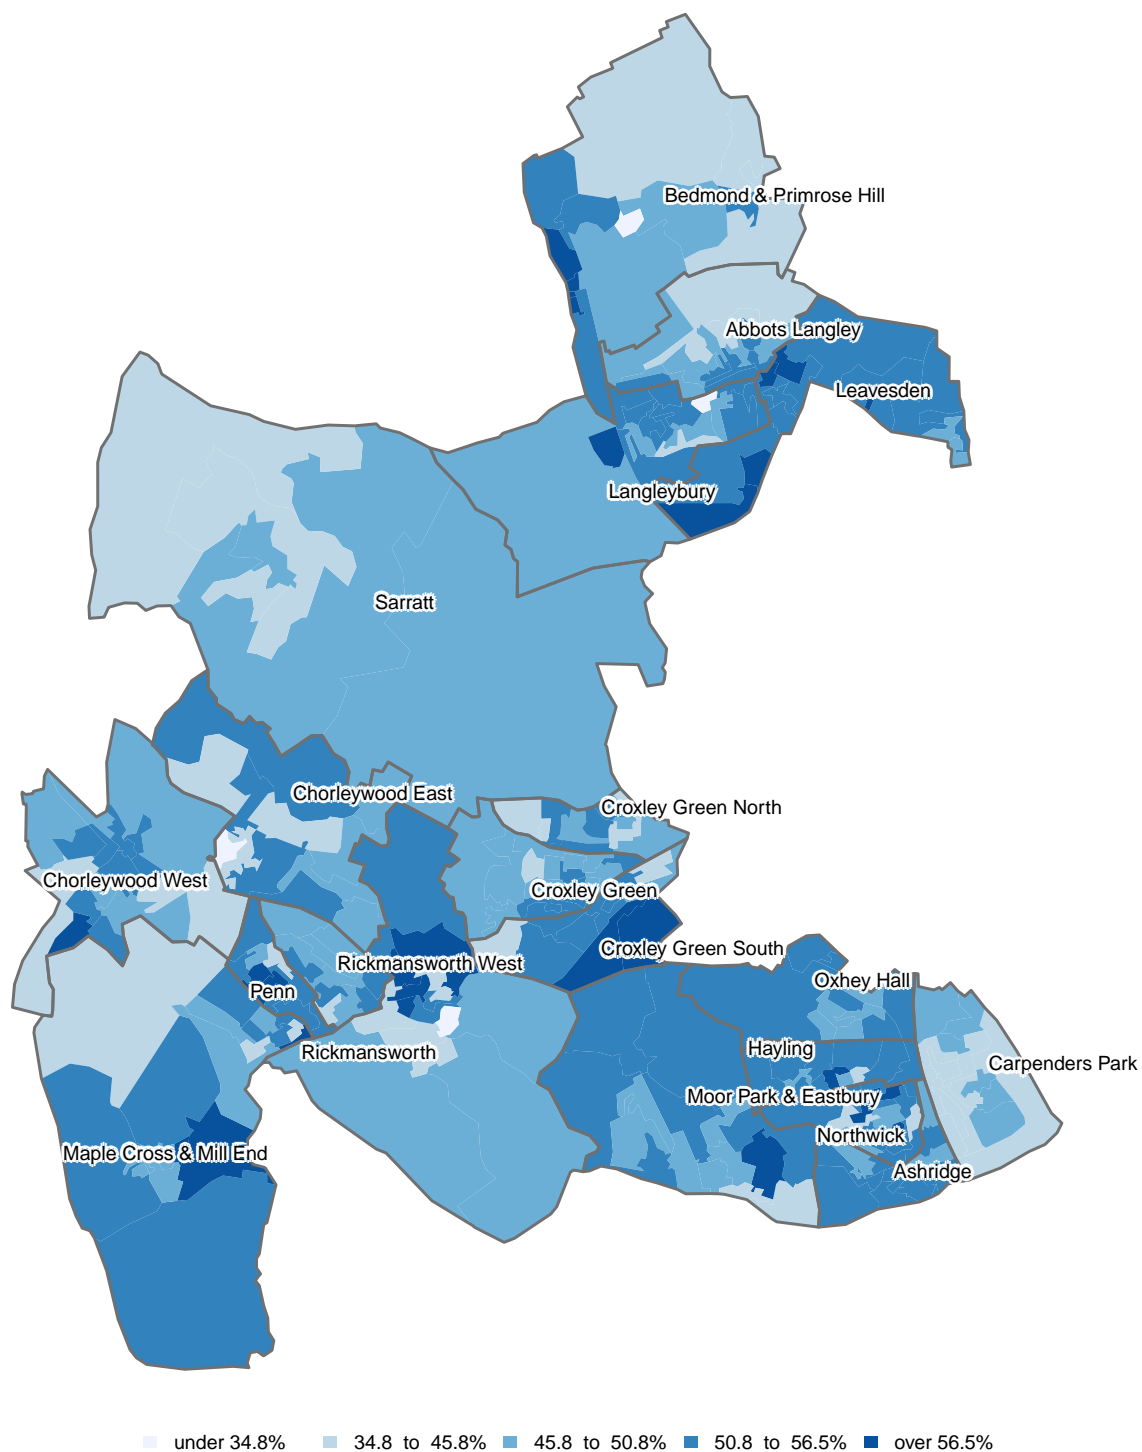 Bedmond & Primrose Hill
Abbots Langley
Leavesden
Langleybury
Sarratt
Chorleywood East
Croxley Green North
Chorleywood West
Croxley Green
Croxley Green South
Rickmansworth West
Oxhey Hall
Penn
Hayling
Rickmansworth
Carpenders Park
Moor Park & Eastbury
Northwick
Maple Cross & Mill End
Ashridge
under 34.8% 34.8 to 45.8% 45.8 to 50.8% 50.8 to 56.5% over 56.5%